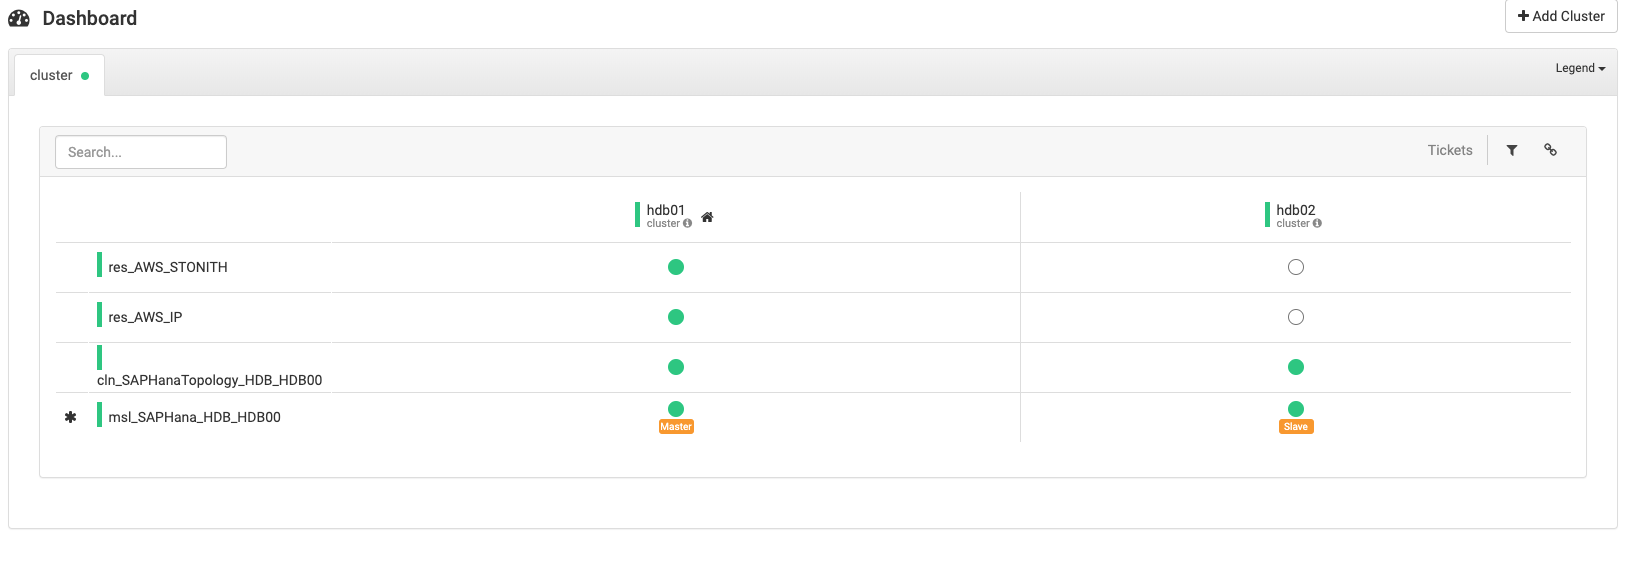 Dashboard
Add Cluster
cluster
Legend
Search...
Tickets
hdb01
cluster
hdb02
cluster
res_AWS_STONITH
res_AWS_IP
cln_SAPHanaTopology_HDB_HDB00
msl_SAPHana_HDB_HDB00
Master
Slave